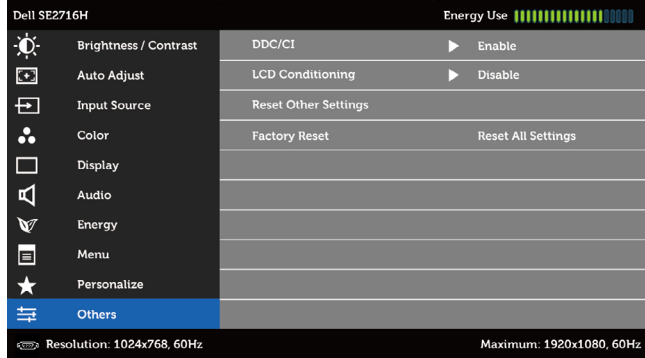 Dell SE2716H Energy Use
Brightness / Contrast DDC/CI Enable
Auto Adjust LCD Conditioning Disable
Input Source Reset Other Settings
Color Factory Reset Reset All Settings
Display
Audio
Energy
Menu
Personalize
Others
Resolution: 1024x768, 60Hz Maximum: 1920x1080, 60Hz